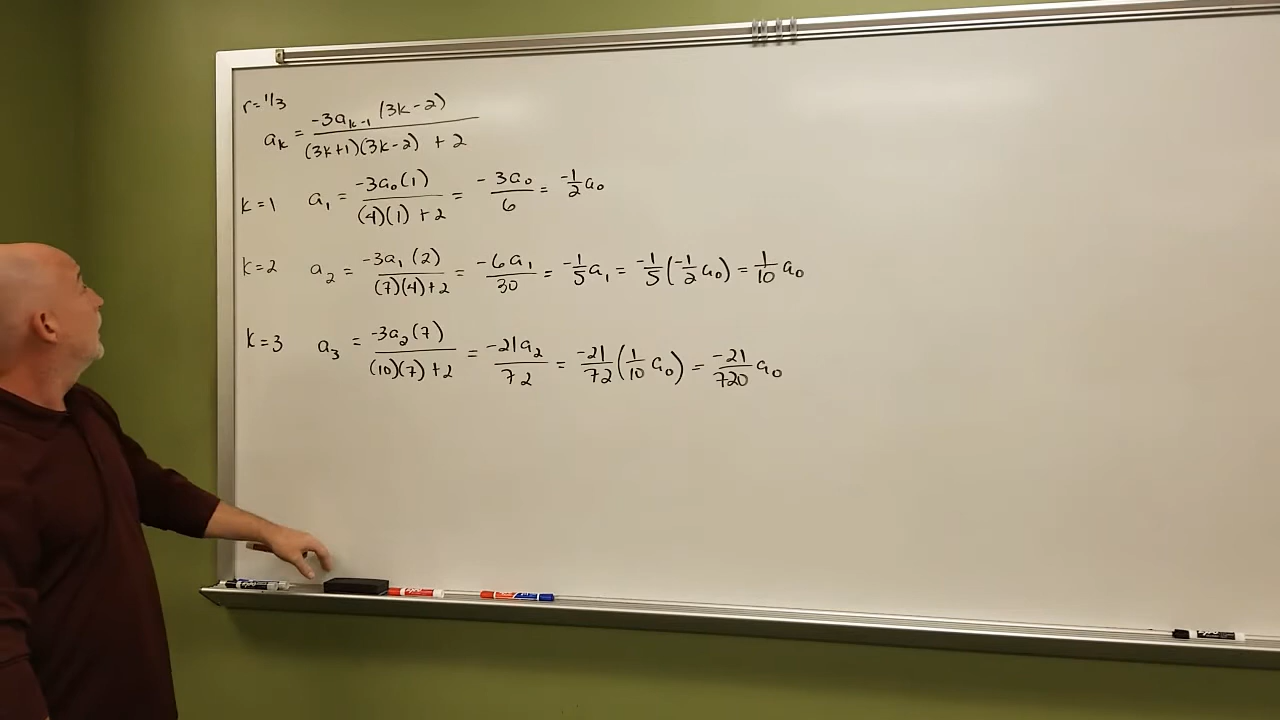 r = 1/3
a_k = -3a_{k-1} (3k-2) / (3k+1)(3k-2) + 2
k=1 a_1 = -3a_0(1) / (4)(1) + 2 = -3a_0 / 6 = -1/2 a_0
k=2 a_2 = -3a_1(2) / (7)(4)+2 = -6a_1 / 30 = -1/5 a_1 = -1/5 (-1/2 a_0) = 1/10 a_0
k=3 a_3 = -3a_2(7) / (10)(7)+2 = -21a_2 / 72 = -21/72 (1/10 a_0) = -21/720 a_0